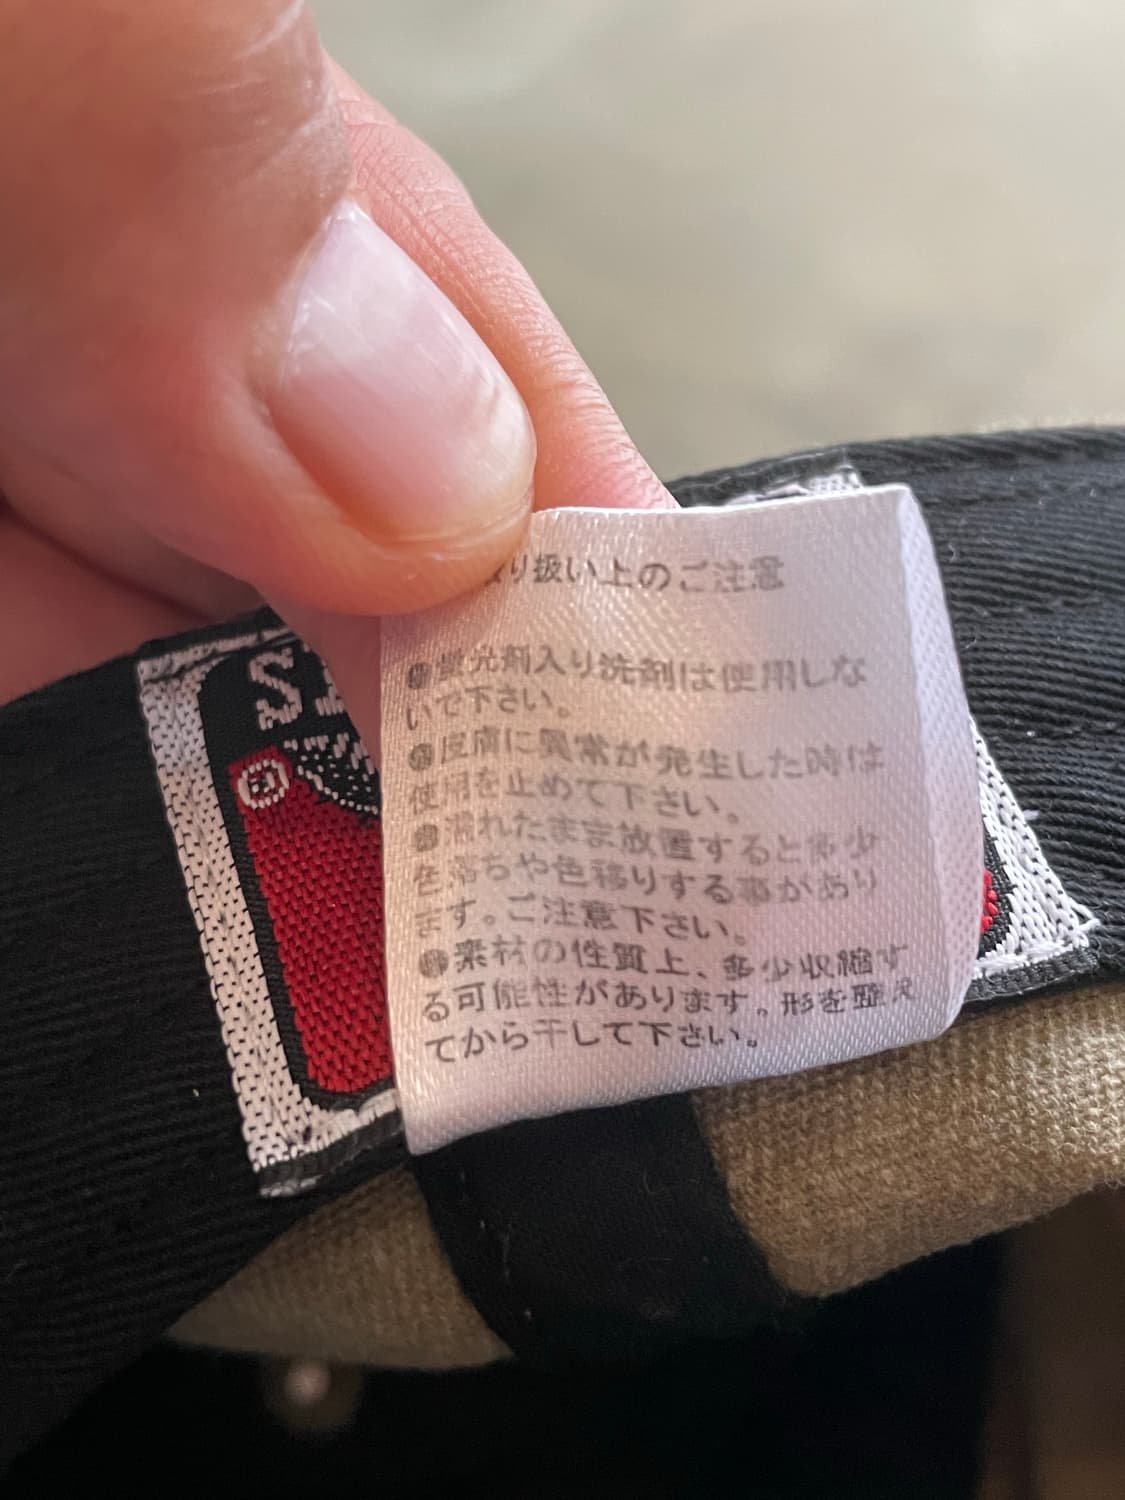 り扱い上のご注意
●蛍光剤入り洗剤は使用しな
いで下さい。
●皮膚に異常が発生した時は
使用を止めて下さい。
●濡れたまま放置すると多少
色落ちや色移りする事があり
ます。ご注意下さい。
●素材の性質上、多少収縮す
る可能性があります。形を整え
てから干して下さい。